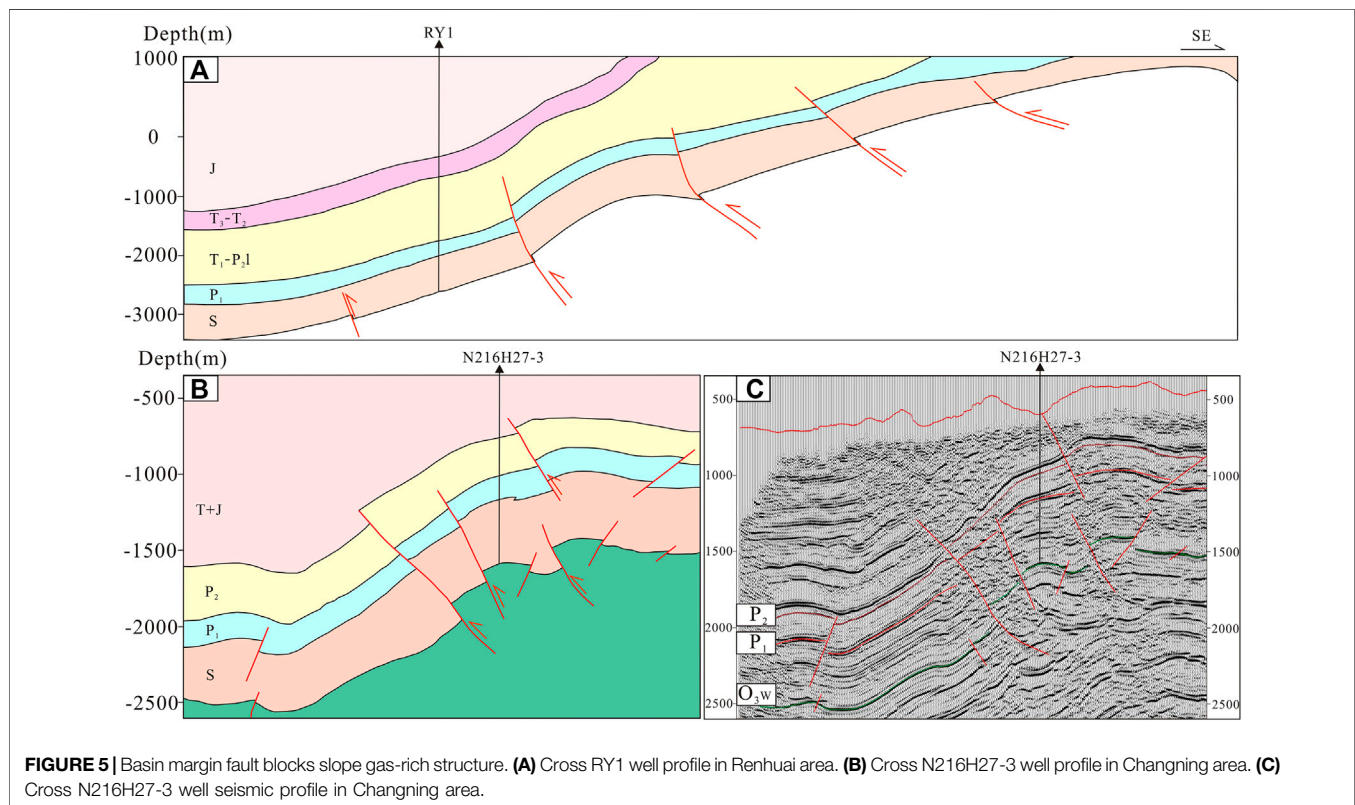 Depth(m)
RY1
SE
A
1000
0
-1000
-2000
-3000
J
T₃-T₂
T₁-P₂l
P₁
S
Depth(m)
N216H27-3
B
-500
-1000
-1500
-2000
-2500
T+J
P₂
P₁
S
N216H27-3
C
500
1000
1500
2000
2500
500
1000
1500
2000
2500
P₂
P₁
O₃w
FIGURE 5 | Basin margin fault blocks slope gas-rich structure. (A) Cross RY1 well profile in Renhuai area. (B) Cross N216H27-3 well profile in Changning area. (C)
Cross N216H27-3 well seismic profile in Changning area.